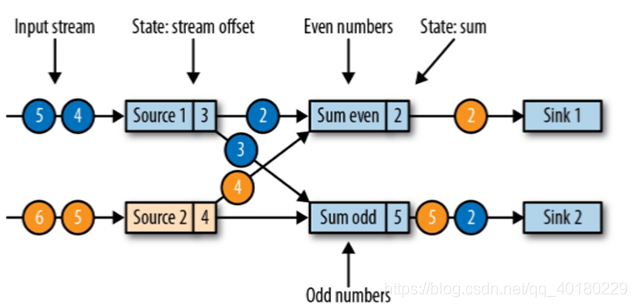 Input stream
State: stream offset
Even numbers
State: sum
5 4 Source 1 3 2 Sum even 2 2 Sink 1
3
4
6 5 Source 2 4 Sum odd 5 5 2 Sink 2
Odd numbers
https://blog.csdn.net/qq_40180229